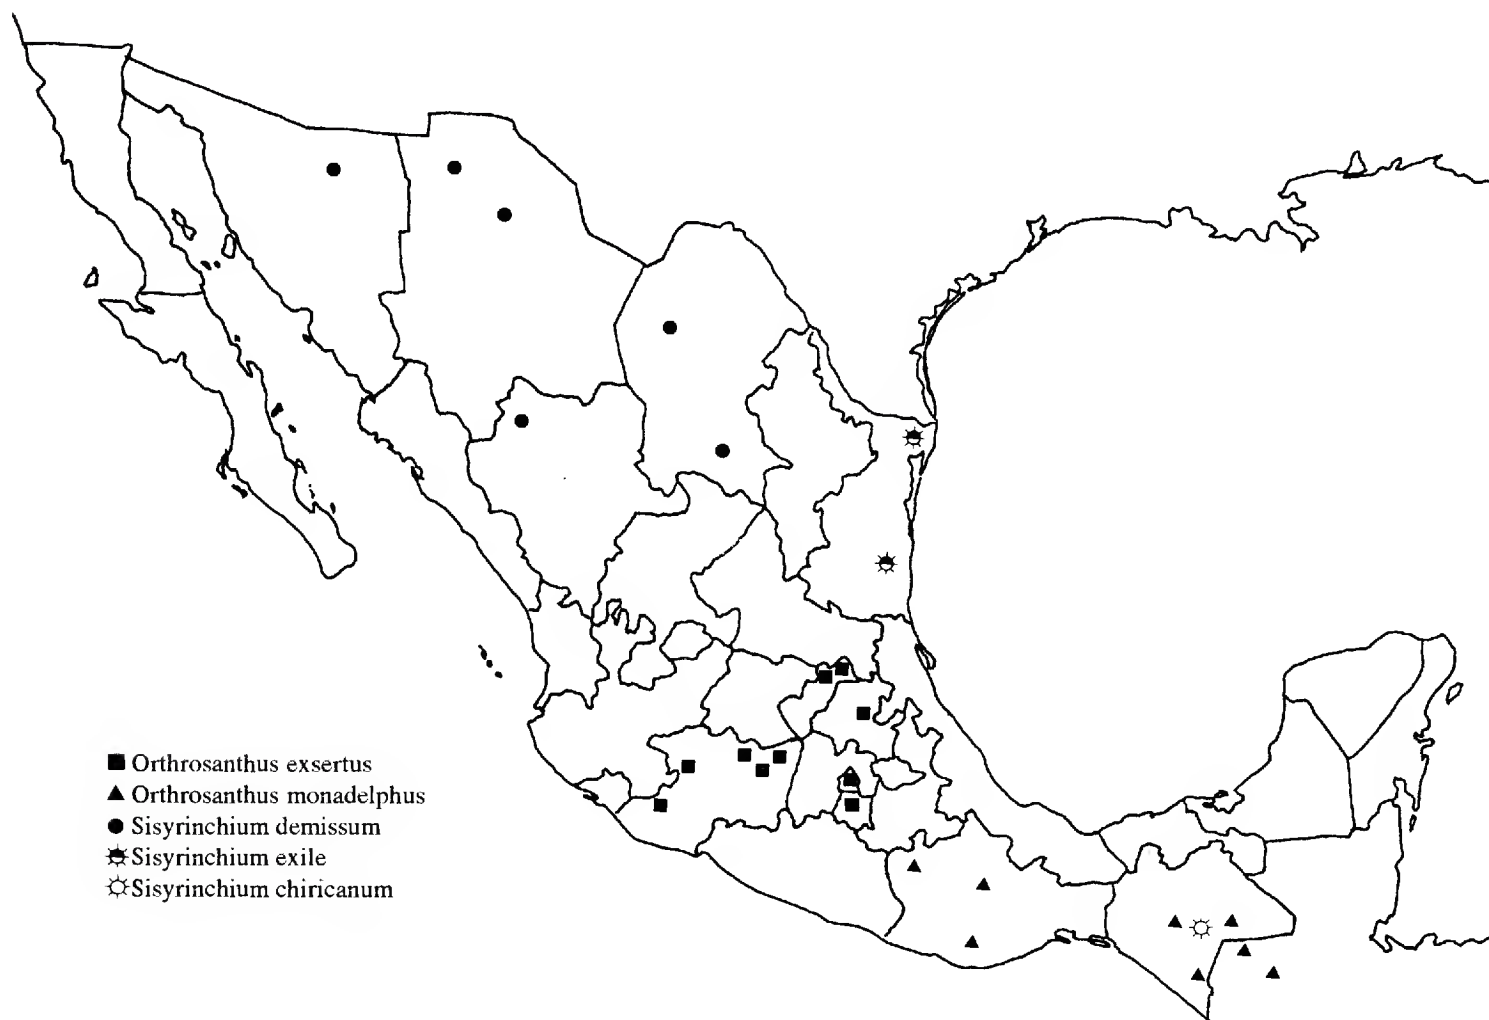 Orthrosanthus exsertus
Orthrosanthus monadelphus
Sisyrinchium demissum
Sisyrinchium exile
Sisyrinchium chiricanum